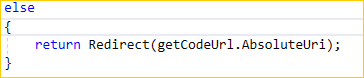 else
{
    return Redirect(getCodeUrl.AbsoluteUri);
}